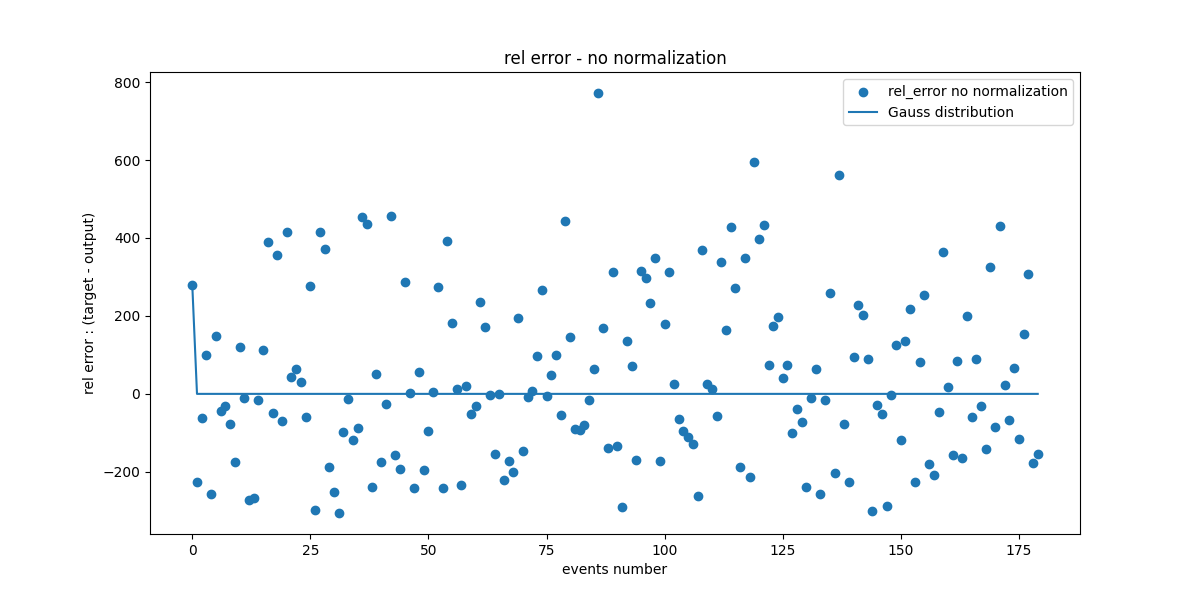 rel error - no normalization
rel_error no normalization
Gauss distribution
800
600
400
200
0
−200
rel error : (target - output)
0
25
50
75
100
125
150
175
events number